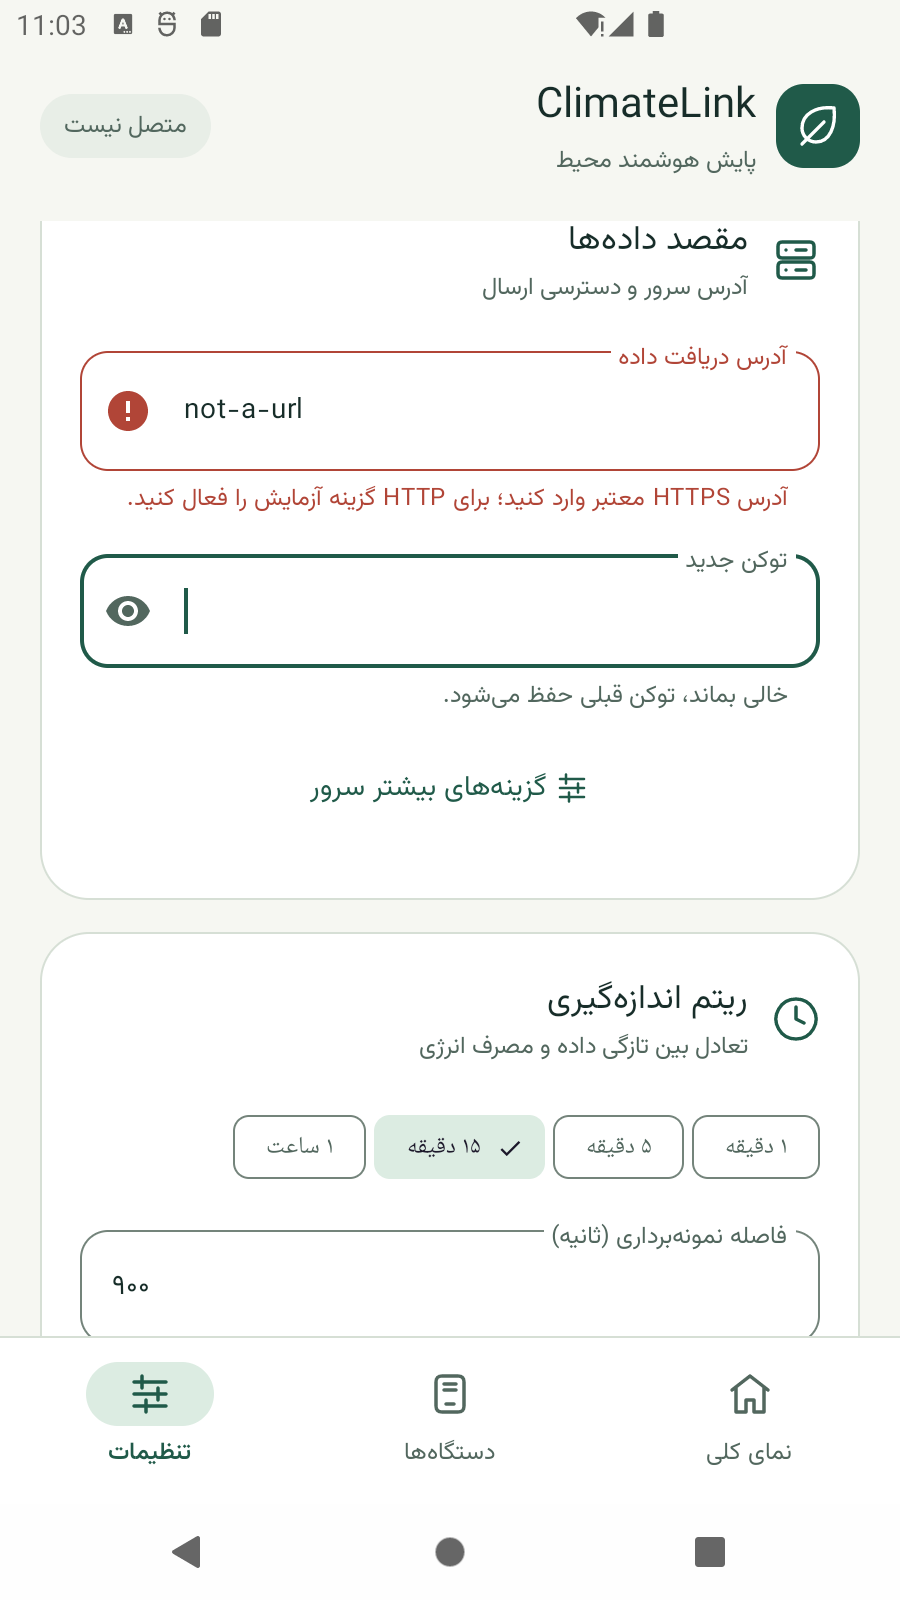 11:03
ClimateLink
پایش هوشمند محیط
متصل نیست
مقصد داده‌ها
آدرس سرور و دسترسی ارسال
آدرس دریافت داده
not-a-url
آدرس HTTPS معتبر وارد کنید؛ برای HTTP گزینه آزمایش را فعال کنید.
توکن جدید
خالی بماند، توکن قبلی حفظ می‌شود.
گزینه‌های بیشتر سرور
ریتم اندازه‌گیری
تعادل بین تازگی داده و مصرف انرژی
۱ دقیقه
۵ دقیقه
۱۵ دقیقه
۱ ساعت
فاصله نمونه‌برداری (ثانیه)
۹۰۰
نمای کلی
دستگاه‌ها
تنظیمات